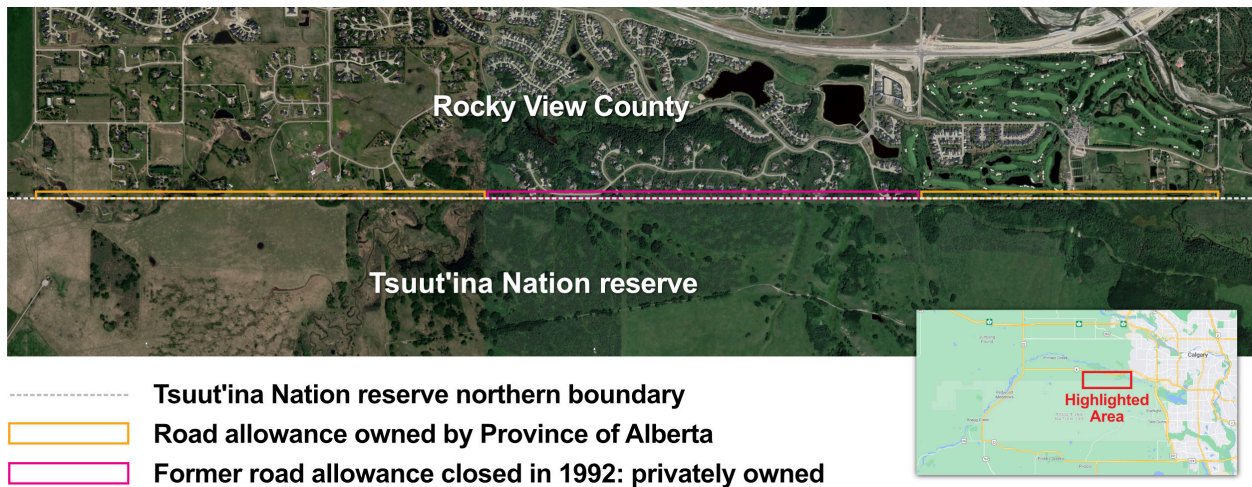 Rocky View County
Tsuut'ina Nation reserve
Calgary
Highlighted
Area
Tsuut'ina Nation reserve northern boundary
Road allowance owned by Province of Alberta
Former road allowance closed in 1992: privately owned